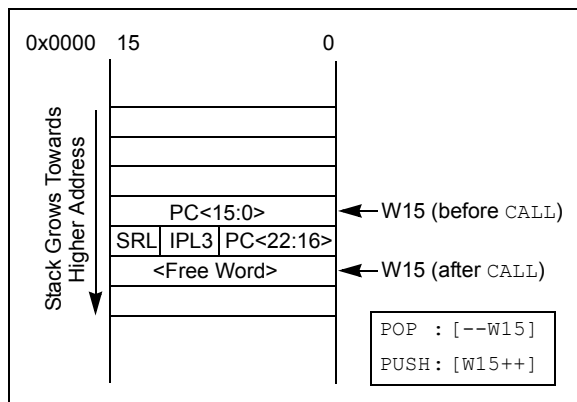 0x0000 15 0
Stack Grows Towards
Higher Address
PC<15:0> W15 (before CALL)
SRL IPL3 PC<22:16>
<Free Word> W15 (after CALL)
POP : [--W15]
PUSH: [W15++]